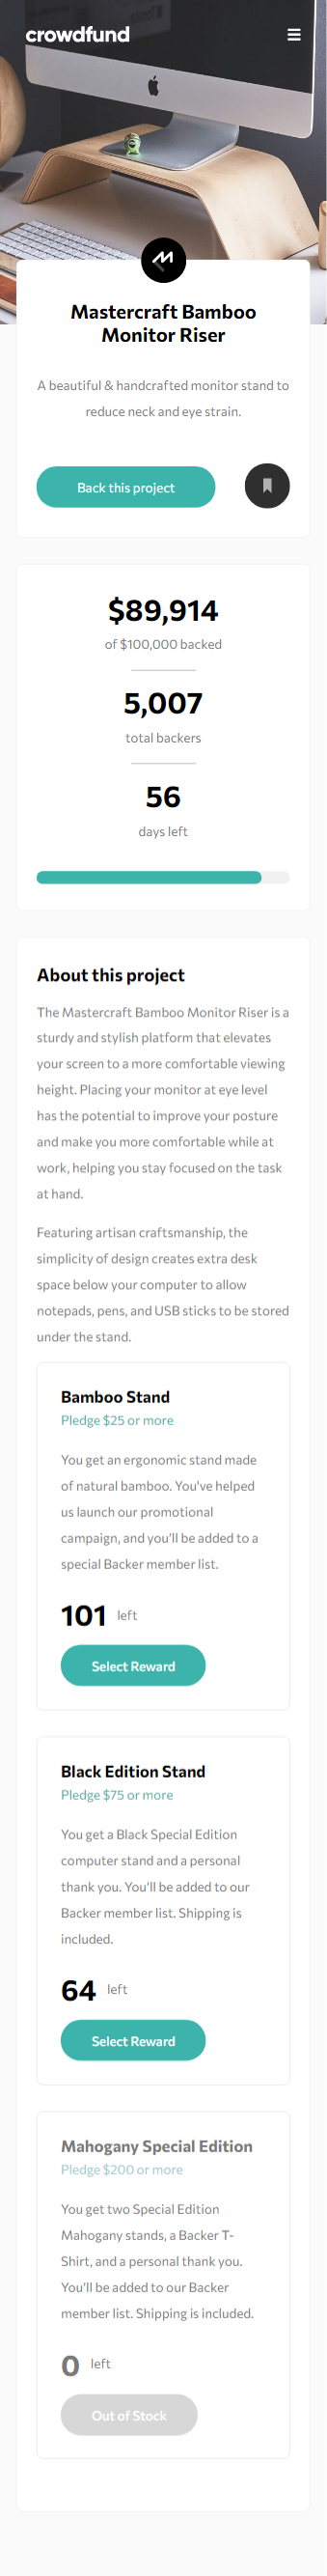 crowdfund
Mastercraft Bamboo
Monitor Riser
A beautiful & handcrafted monitor stand to
reduce neck and eye strain.
Back this project
$89,914
of $100,000 backed
5,007
total backers
56
days left
About this project
The Mastercraft Bamboo Monitor Riser is a
sturdy and stylish platform that elevates
your screen to a more comfortable viewing
height. Placing your monitor at eye level
has the potential to improve your posture
and make you more comfortable while at
work, helping you stay focused on the task
at hand.
Featuring artisan craftsmanship, the
simplicity of design creates extra desk
space below your computer to allow
notepads, pens, and USB sticks to be stored
under the stand.
Bamboo Stand
Pledge $25 or more
You get an ergonomic stand made
of natural bamboo. You've helped
us launch our promotional
campaign, and you'll be added to a
special Backer member list.
101 left
Select Reward
Black Edition Stand
Pledge $75 or more
You get a Black Special Edition
computer stand and a personal
thank you. You'll be added to our
Backer member list. Shipping is
included.
64 left
Select Reward
Mahogany Special Edition
Pledge $200 or more
You get two Special Edition
Mahogany stands, a Backer T-
Shirt, and a personal thank you.
You'll be added to our Backer
member list. Shipping is included.
0 left
Out of Stock